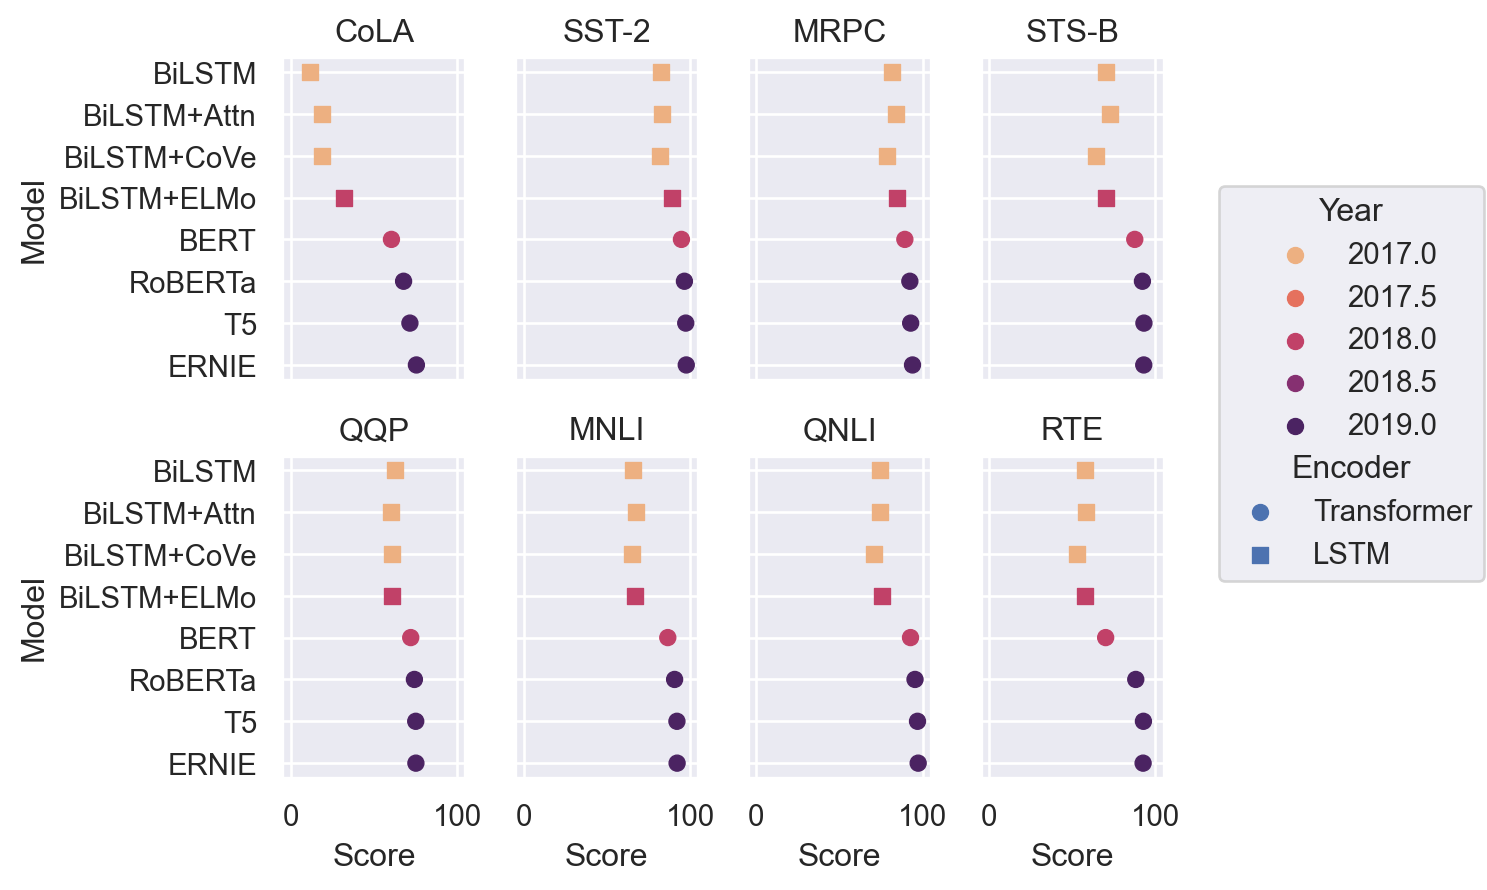 CoLA SST-2 MRPC STS-B
Model
BiLSTM
BiLSTM+Attn
BiLSTM+CoVe
BiLSTM+ELMo
BERT
RoBERTa
T5
ERNIE
QQP MNLI QNLI RTE
Model
BiLSTM
BiLSTM+Attn
BiLSTM+CoVe
BiLSTM+ELMo
BERT
RoBERTa
T5
ERNIE
0 100 0 100 0 100 0 100
Score Score Score Score
Year
2017.0
2017.5
2018.0
2018.5
2019.0
Encoder
Transformer
LSTM